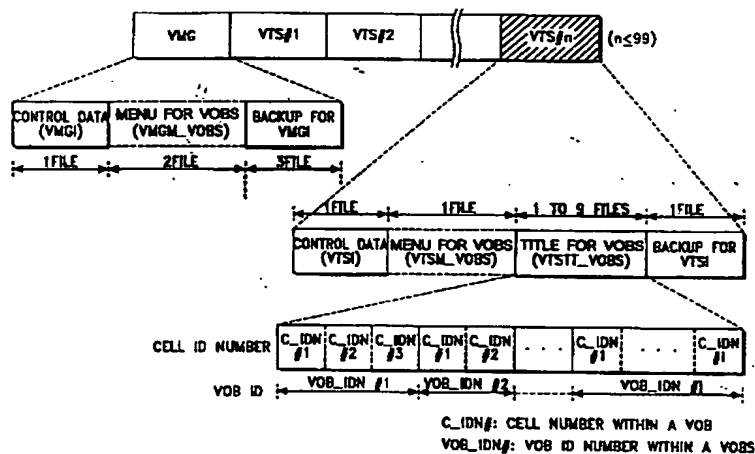 VMG VTS#1 VTS#2 VTS#n (n≤99)
CONTROL DATA (VMGI) MENU FOR VOBS (VMGM_VOBS) BACKUP FOR VMGI
1FILE 2FILE 3FILE
1FILE 1FILE 1 TO 9 FILES 1FILE
CONTROL DATA (VTSI) MENU FOR VOBS (VTSM_VOBS) TITLE FOR VOBS (VTSTT_VOBS) BACKUP FOR VTSI
CELL ID NUMBER C_IDN #1 C_IDN #2 C_IDN #3 C_IDN #1 C_IDN #2 . . . C_IDN #1 . . . C_IDN #I
VOB ID VOB_IDN #1 VOB_IDN #2 VOB_IDN #I
C_IDN#: CELL NUMBER WITHIN A VOB
VOB_IDN#: VOB ID NUMBER WITHIN A VOBS